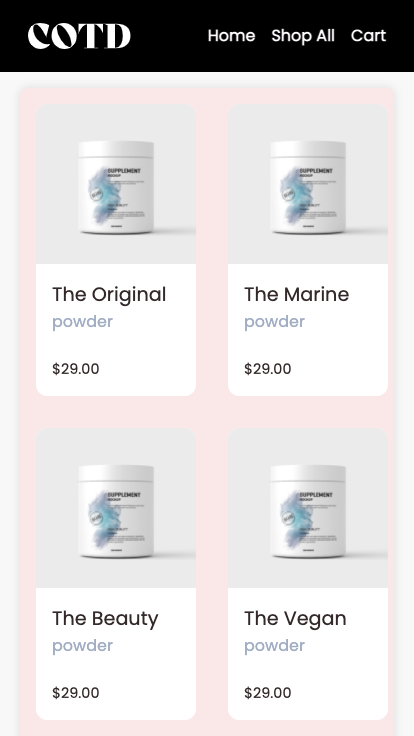 COTD
Home Shop All Cart
SUPPLEMENT
MOCKUP
SUPPLEMENT
MOCKUP
The Original
powder
$29.00
The Marine
powder
$29.00
SUPPLEMENT
MOCKUP
SUPPLEMENT
MOCKUP
The Beauty
powder
$29.00
The Vegan
powder
$29.00